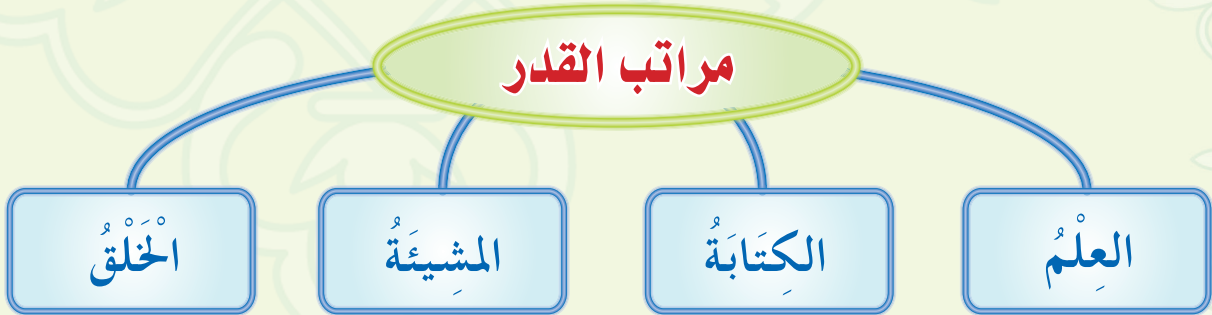 مراتب القدر
العِلْمُ
الكِتَابَةُ
المشِيئَةُ
الْخَلْقُ